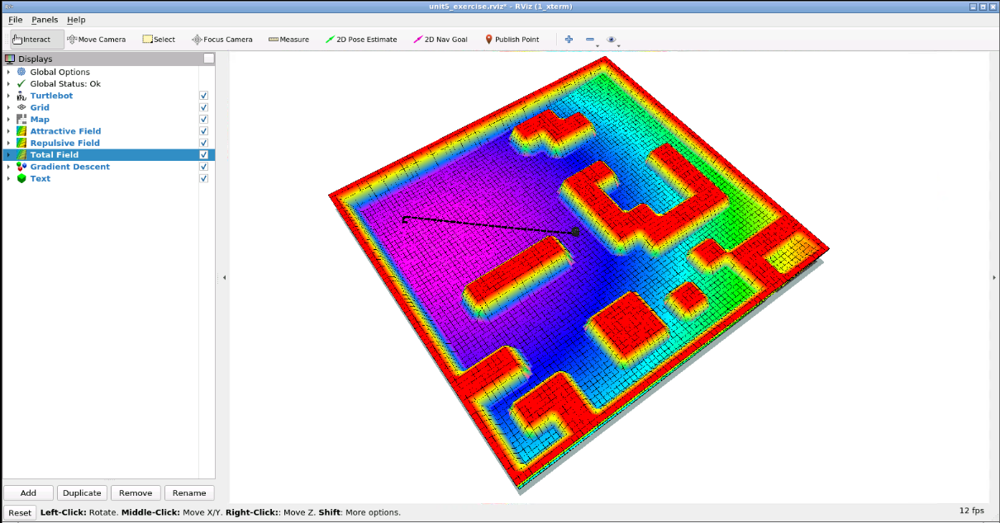 unit5_exercise.rviz* - RViz (1_xterm)
File Panels Help
Interact Move Camera Select Focus Camera Measure 2D Pose Estimate 2D Nav Goal Publish Point
Displays
Global Options
Global Status: Ok
Turtlebot
Grid
Map
Attractive Field
Repulsive Field
Total Field
Gradient Descent
Text
Add Duplicate Remove Rename
Reset Left-Click: Rotate. Middle-Click: Move X/Y. Right-Click:: Move Z. Shift: More options. 12 fps